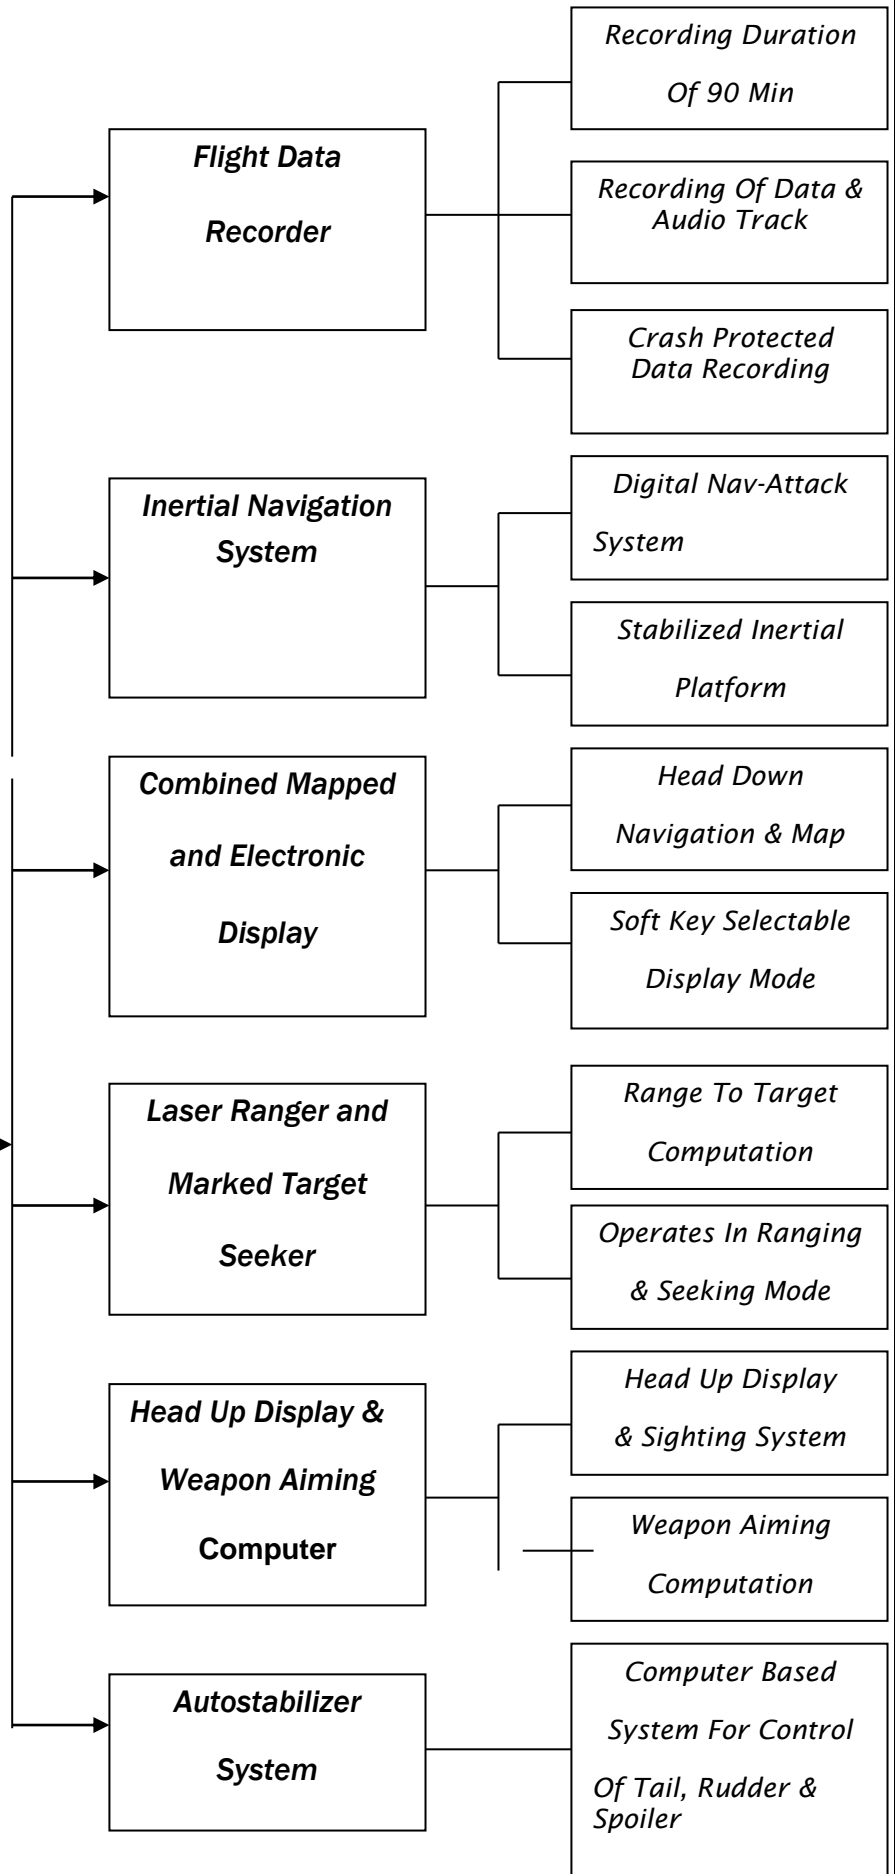 Flight Data
Recorder
Recording Duration
Of 90 Min
Recording Of Data &
Audio Track
Crash Protected
Data Recording
Inertial Navigation
System
Digital Nav-Attack
System
Stabilized Inertial
Platform
Combined Mapped
and Electronic
Display
Head Down
Navigation & Map
Soft Key Selectable
Display Mode
Laser Ranger and
Marked Target
Seeker
Range To Target
Computation
Operates In Ranging
& Seeking Mode
Head Up Display &
Weapon Aiming
Computer
Head Up Display
& Sighting System
Weapon Aiming
Computation
Autostabilizer
System
Computer Based
System For Control
Of Tail, Rudder &
Spoiler